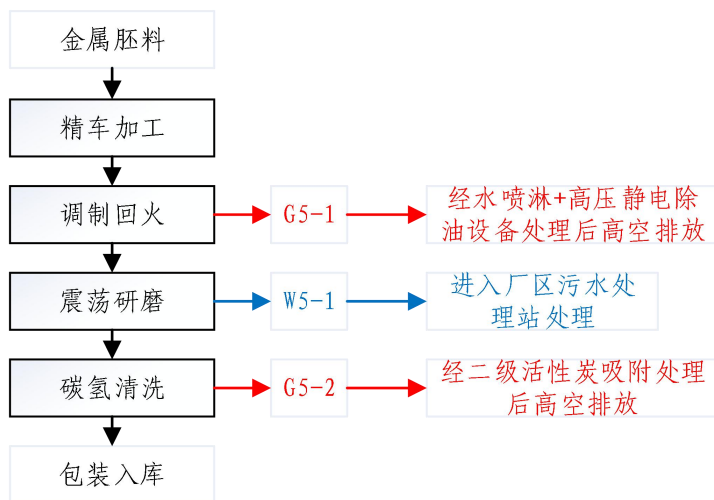 金属胚料
精车加工
调制回火
G5-1
经水喷淋+高压静电除
油设备处理后高空排放
震荡研磨
W5-1
进入厂区污水处
理站处理
碳氢清洗
G5-2
经二级活性炭吸附处理
后高空排放
包装入库